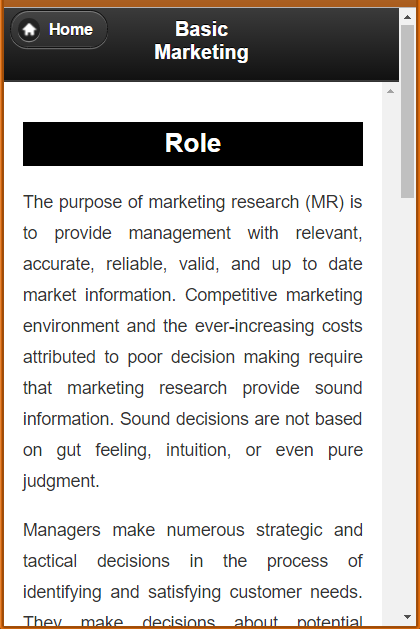 Home
Basic
Marketing
Role
The purpose of marketing research (MR) is
to provide management with relevant,
accurate, reliable, valid, and up to date
market information. Competitive marketing
environment and the ever-increasing costs
attributed to poor decision making require
that marketing research provide sound
information. Sound decisions are not based
on gut feeling, intuition, or even pure
judgment.
Managers make numerous strategic and
tactical decisions in the process of
identifying and satisfying customer needs.
They make decisions about potential